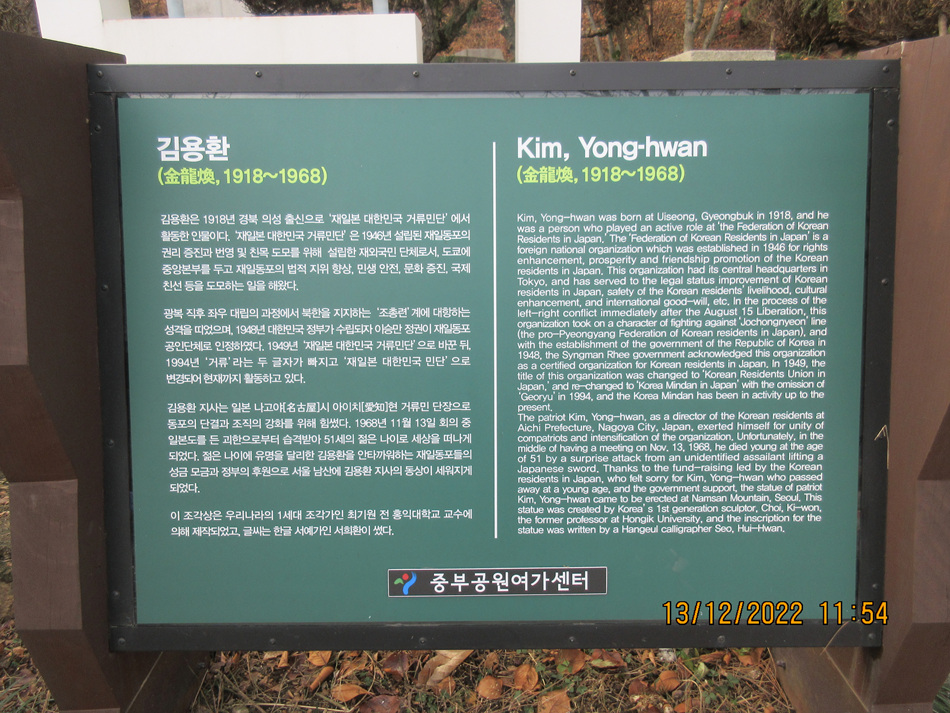 김용환
(金龍煥, 1918~1968)
김용환은 1918년 경북 의성 출신으로 '재일본 대한민국 거류민단' 에서
활동한 인물이다. '재일본 대한민국 거류민단' 은 1946년 설립된 재일동포의
권리 증진과 번영 및 친목 도모를 위해 설립한 재외국민 단체로서, 도쿄에
중앙본부를 두고 재일동포의 법적 지위 향상, 민생 안전, 문화 증진, 국제
친선 등을 도모하는 일을 해왔다.
광복 직후 좌우 대립의 과정에서 북한을 지지하는 '조총련' 계에 대항하는
성격을 띠었으며, 1948년 대한민국 정부가 수립되자 이승만 정권이 재일동포
공인단체로 인정하였다. 1949년 '재일본 대한민국 거류민단' 으로 바꾼 뒤,
1994년 '거류' 라는 두 글자가 빠지고 '재일본 대한민국 민단' 으로
변경되어 현재까지 활동하고 있다.
김용환 지사는 일본 나고야[名古屋]시 아이치[愛知]현 거류민 단장으로
동포의 단결과 조직의 강화를 위해 힘썼다. 1968년 11월 13일 회의 중
일본도를 든 괴한으로부터 습격받아 51세의 젊은 나이로 세상을 떠나게
되었다. 젊은 나이에 유명을 달리한 김용환을 안타까워하는 재일동포들의
성금 모금과 정부의 후원으로 서울 남산에 김용환 지사의 동상이 세워지게
되었다.
이 조각상은 우리나라의 1세대 조각가인 최기원 전 홍익대학교 교수에
의해 제작되었고, 글씨는 한글 서예가인 서희환이 썼다.
Kim, Yong-hwan
(金龍煥, 1918~1968)
Kim, Yong-hwan was born at Uiseong, Gyeongbuk in 1918, and he
was a person who played an active role at 'the Federation of Korean
Residents in Japan.' The 'Federation of Korean Residents in Japan' is a
foreign national organization which was established in 1946 for rights
enhancement, prosperity and friendship promotion of the Korean
residents in Japan. This organization had its central headquarters in
Tokyo, and has served to the legal status improvement of Korean
residents in Japan, safety of the Korean residents' livelihood, cultural
enhancement, and international good-will, etc. In the process of the
left-right conflict immediately after the August 15 Liberation, this
organization took on a character of fighting against 'Jochongnyeon' line
(the pro-Pyeongyang Federation of Korean residents in Japan), and
with the establishment of the government of the Republic of Korea in
1948, the Syngman Rhee government acknowledged this organization
as a certified organization for Korean residents in Japan. In 1949, the
title of this organization was changed to 'Korean Residents Union in
Japan,' and re-changed to 'Korea Mindan in Japan' with the omission of
'Georyu' in 1994, and the Korea Mindan has been in activity up to the
present.
The patriot Kim, Yong-hwan, as a director of the Korean residents at
Aichi Prefecture, Nagoya City, Japan, exerted himself for unity of
compatriots and intensification of the organization. Unfortunately, in the
middle of having a meeting on Nov. 13, 1968, he died young at the age
of 51 by a surprise attack from an unidentified assailant lifting a
Japanese sword. Thanks to the fund-raising led by the Korean
residents in Japan, who felt sorry for Kim, Yong-hwan who passed
away at a young age, and the government support, the statue of patriot
Kim, Yong-hwan came to be erected at Namsan Mountain, Seoul. This
statue was created by Korea's 1st generation sculptor, Choi, Ki-won,
the former professor at Hongik University, and the inscription for the
statue was written by a Hangeul calligrapher Seo, Hui-Hwan.
중부공원여가센터
13/12/2022 11:54